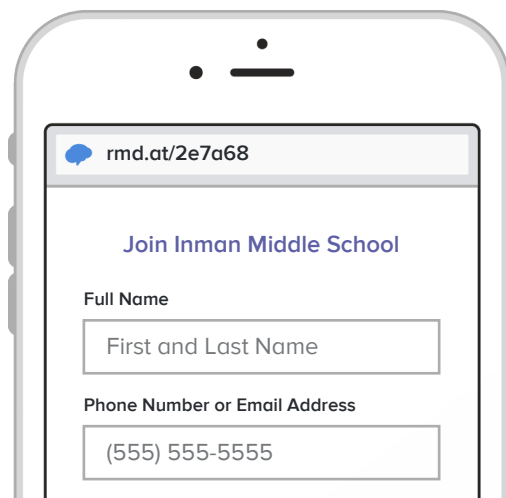 rmd.at/2e7a68
Join Inman Middle School
Full Name
First and Last Name
Phone Number or Email Address
(555) 555-5555